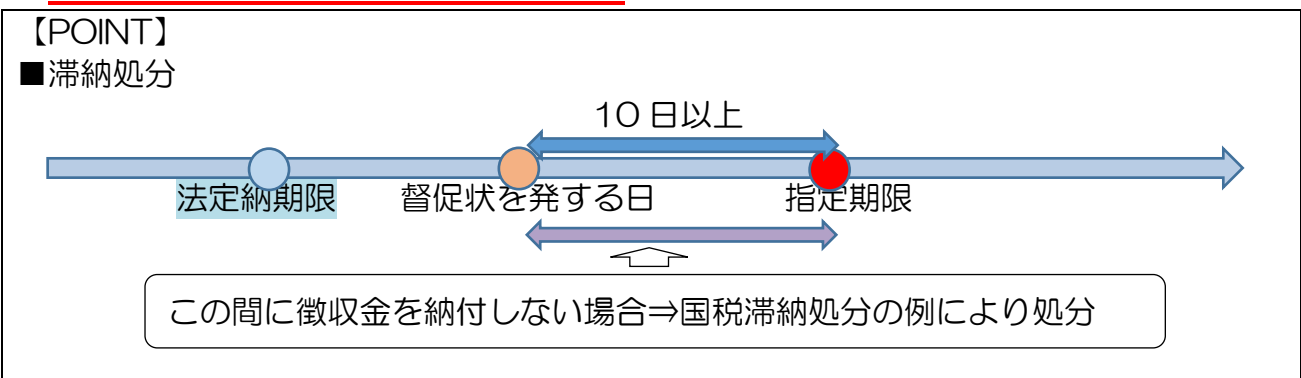 【POINT】
■滞納処分
10日以上
法定納期限 督促状を発する日 指定期限
この間に徴収金を納付しない場合⇒国税滞納処分の例により処分